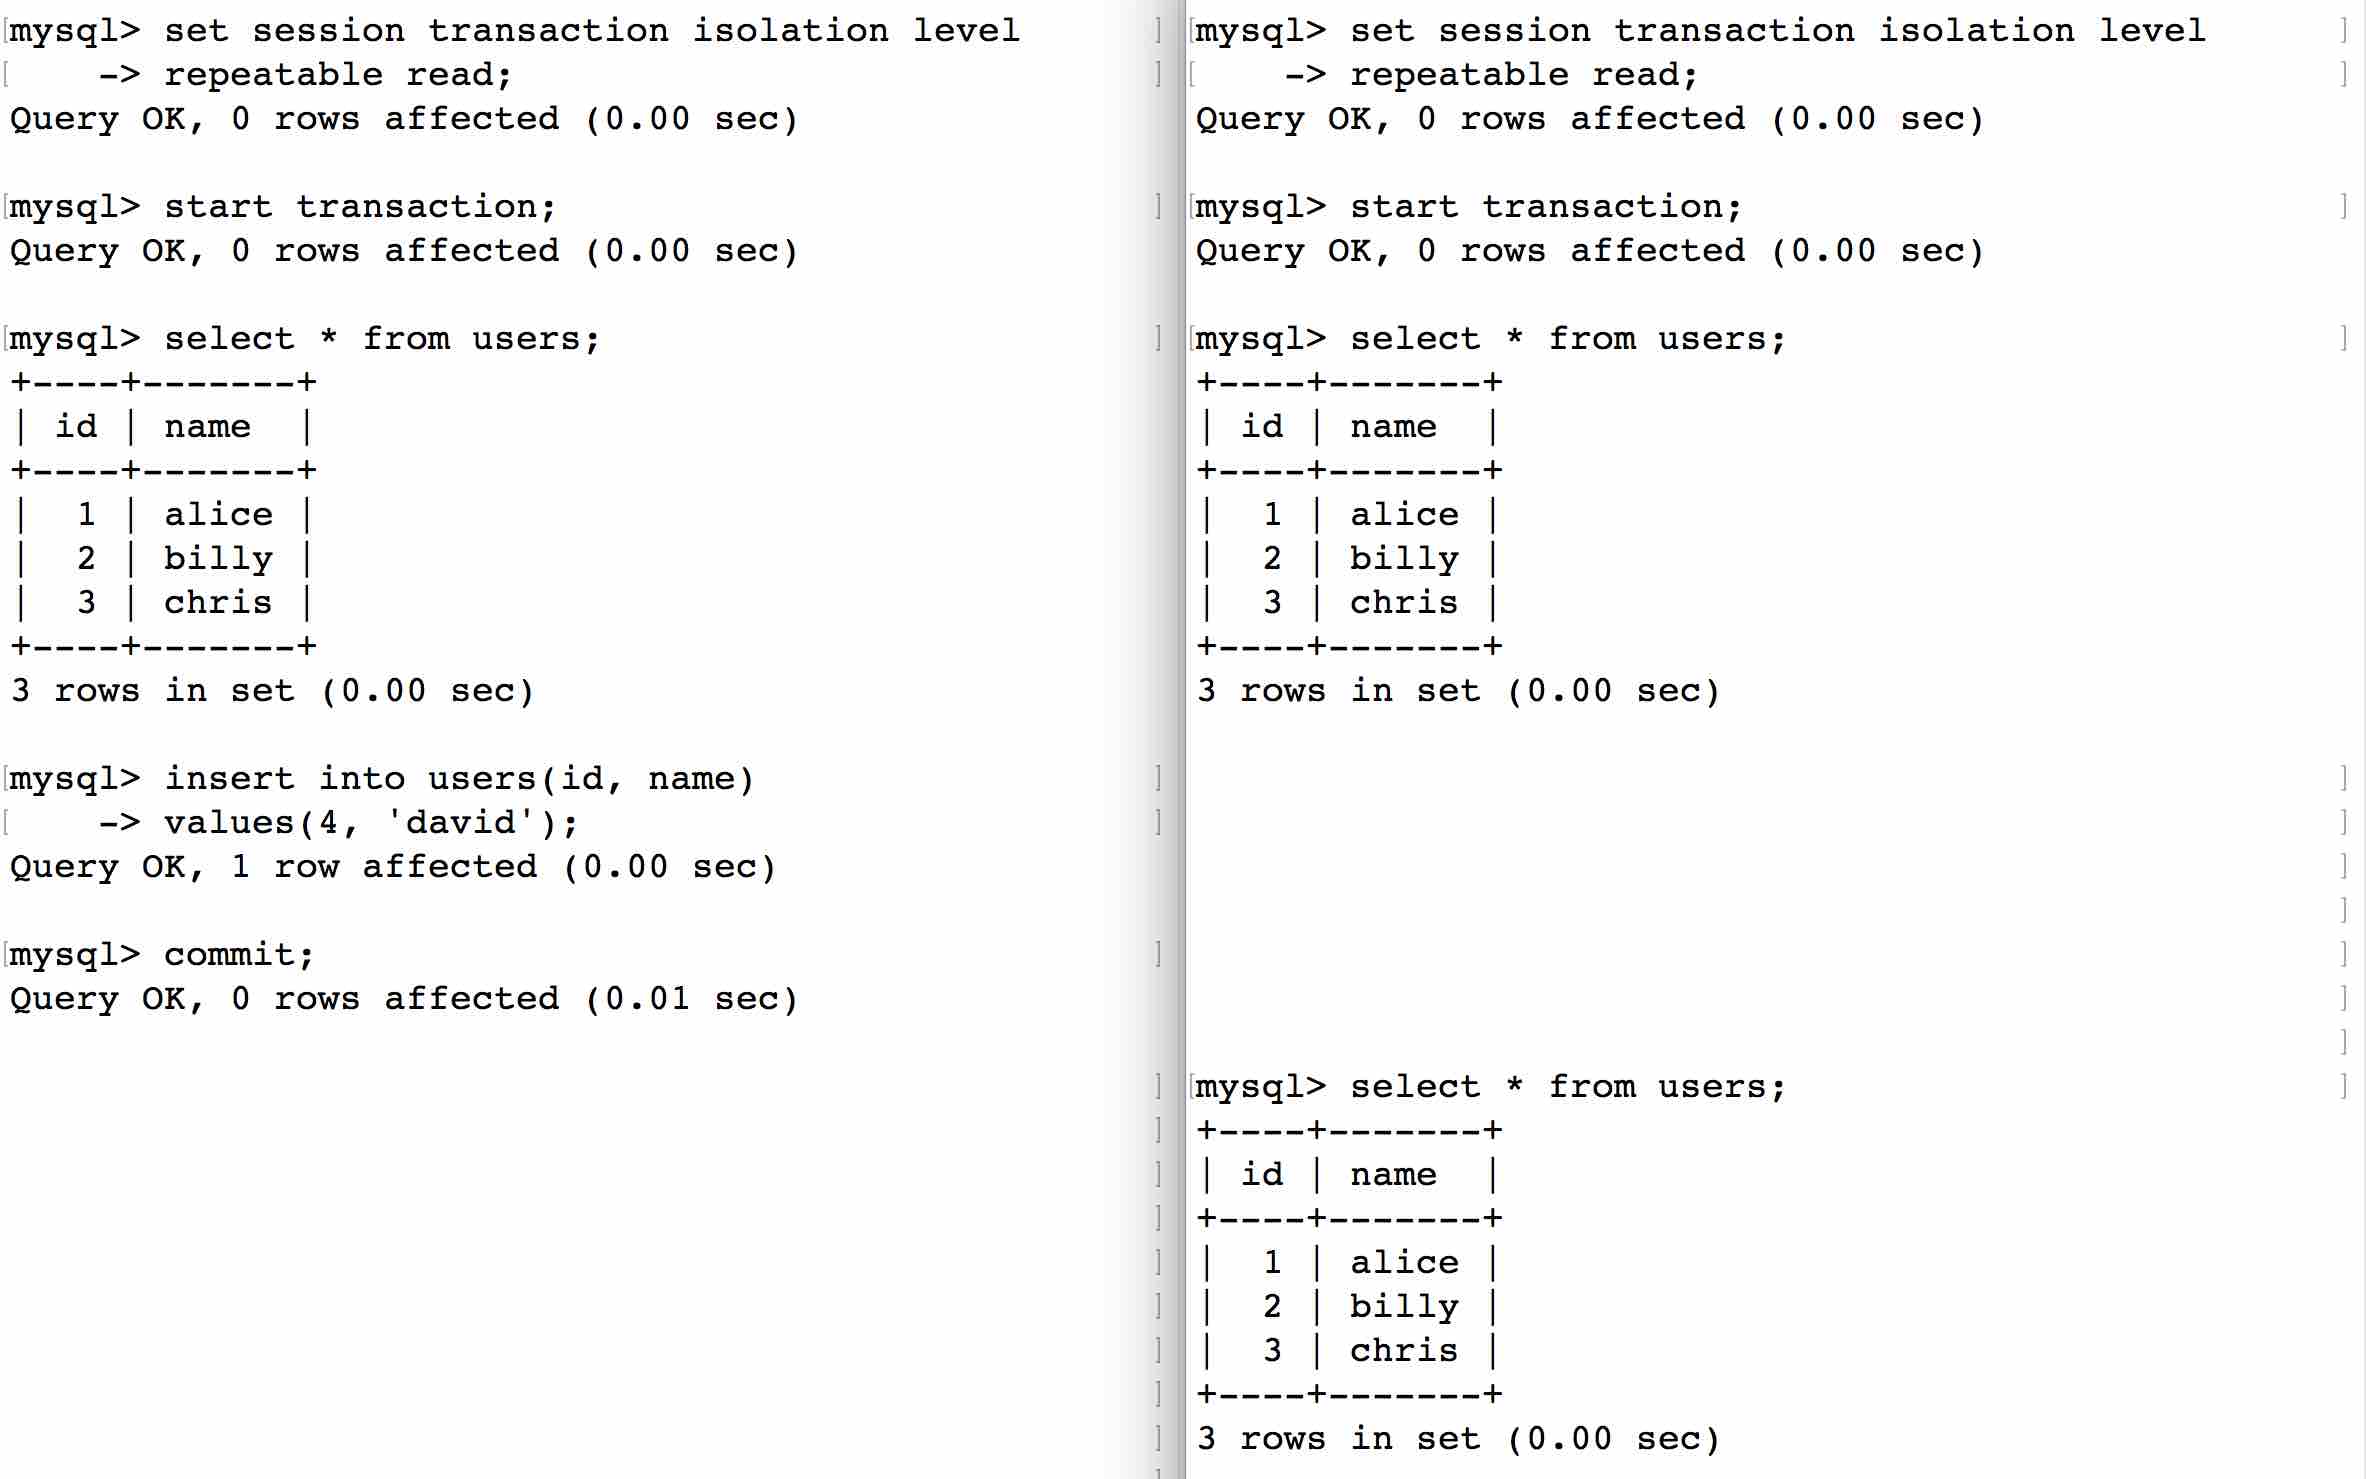 mysql> set session transaction isolation level
    -> repeatable read;
Query OK, 0 rows affected (0.00 sec)

mysql> start transaction;
Query OK, 0 rows affected (0.00 sec)

mysql> select * from users;
+----+-------+
| id | name  |
+----+-------+
|  1 | alice |
|  2 | billy |
|  3 | chris |
+----+-------+
3 rows in set (0.00 sec)

mysql> insert into users(id, name)
    -> values(4, 'david');
Query OK, 1 row affected (0.00 sec)

mysql> commit;
Query OK, 0 rows affected (0.01 sec)

mysql> set session transaction isolation level
    -> repeatable read;
Query OK, 0 rows affected (0.00 sec)

mysql> start transaction;
Query OK, 0 rows affected (0.00 sec)

mysql> select * from users;
+----+-------+
| id | name  |
+----+-------+
|  1 | alice |
|  2 | billy |
|  3 | chris |
+----+-------+
3 rows in set (0.00 sec)

mysql> select * from users;
+----+-------+
| id | name  |
+----+-------+
|  1 | alice |
|  2 | billy |
|  3 | chris |
+----+-------+
3 rows in set (0.00 sec)